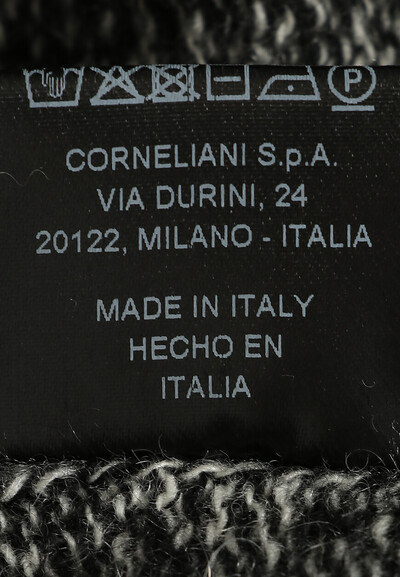 P
CORNELIANI S.p.A.
VIA DURINI, 24
20122, MILANO - ITALIA
MADE IN ITALY
HECHO EN
ITALIA